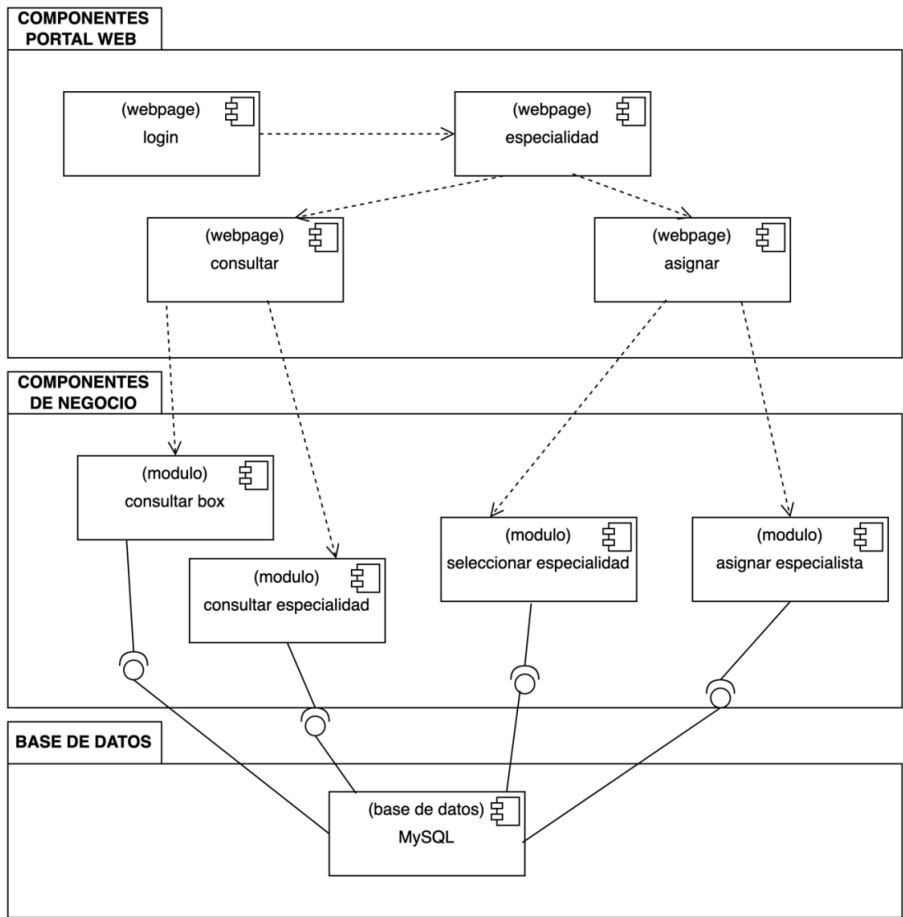 COMPONENTES
PORTAL WEB
(webpage)
login
(webpage)
especialidad
(webpage)
consultar
(webpage)
asignar
COMPONENTES
DE NEGOCIO
(modulo)
consultar box
(modulo)
consultar especialidad
(modulo)
seleccionar especialidad
(modulo)
asignar especialista
BASE DE DATOS
(base de datos)
MySQL